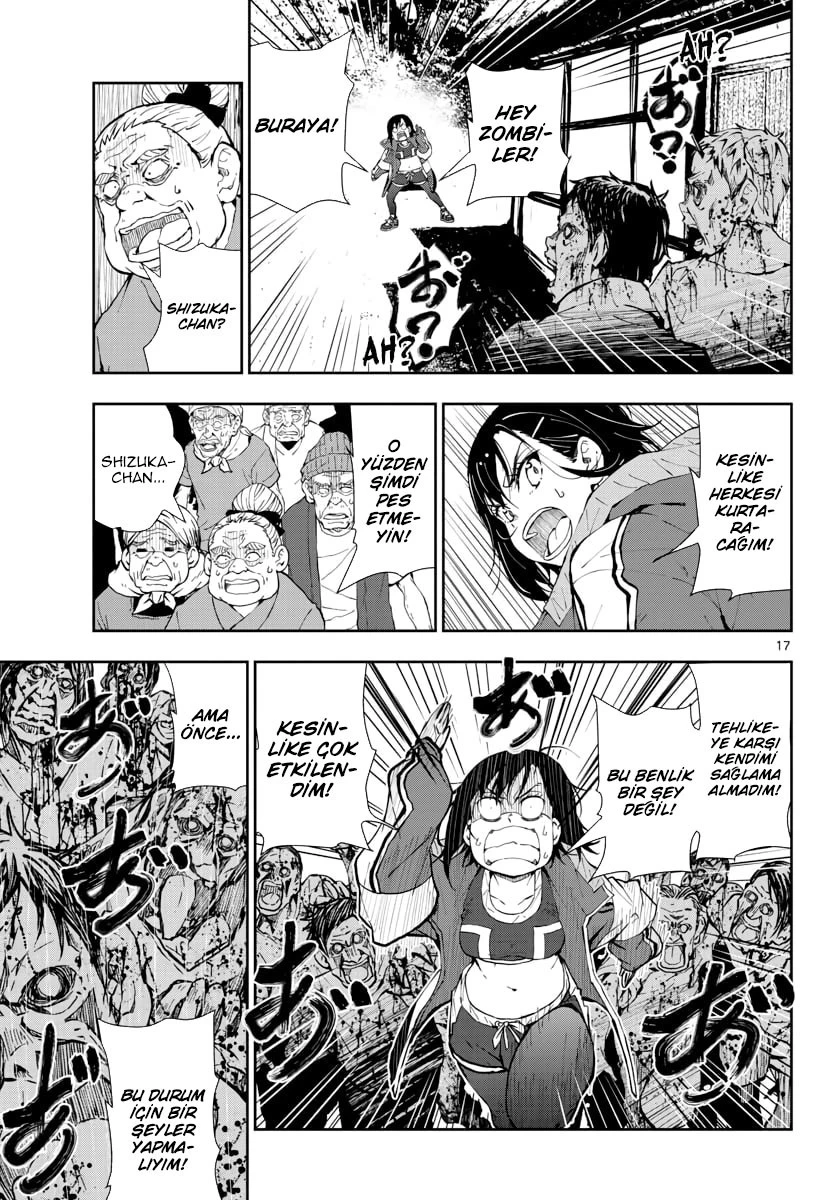 AH?
あ゙?
HEY
ZOMBİ-
LER!
BURAYA!
あ゙?
AH?
SHIZUKA-
CHAN?
KESİN-
LİKE
HERKESİ
KURTA-
RA-
CAĞIM!
O
YÜZDEN
ŞİMDİ
PES
ETME-
YİN!
SHIZUKA-
CHAN...
17
TEHLİKE-
YE KARŞI
KENDİMİ
SAĞLAMA
ALMADIM!
BU BENLİK
BİR ŞEY
DEĞİL!
あ゙
KESİN-
LİKE ÇOK
ETKİLEN-
DİM!
あ゙
あ゙
AMA
ÖNCE...
あ゙
あ゙
あ゙
BU DURUM
İÇİN BİR
ŞEYLER
YAPMA-
LIYIM!